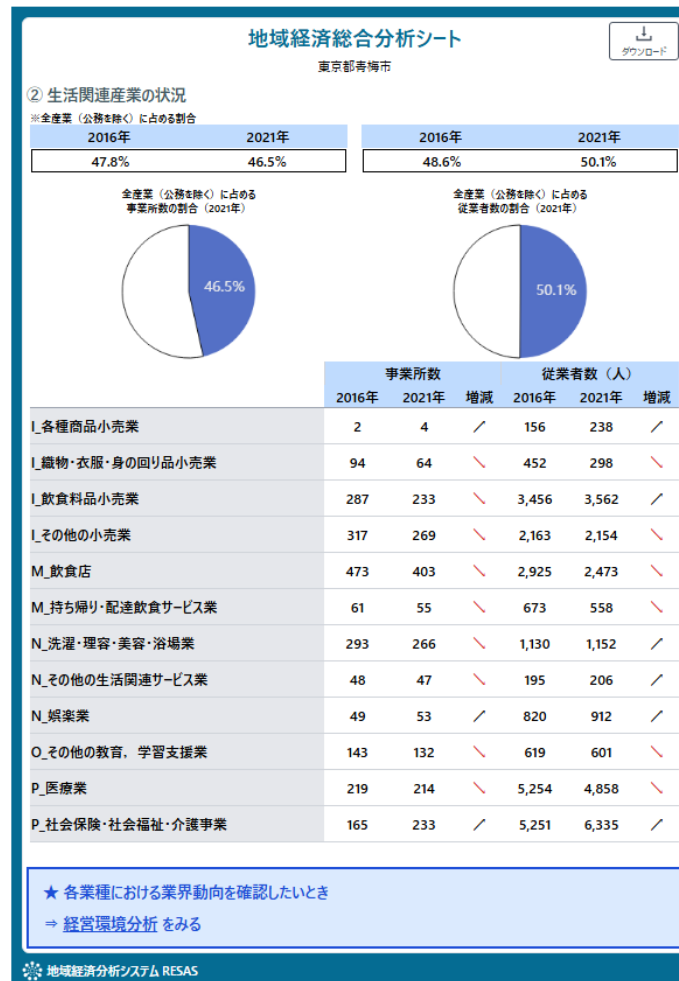 地域経済総合分析シート
ダウンロード
東京都青梅市
② 生活関連産業の状況
※全産業（公務を除く）に占める割合
2016年 2021年 2016年 2021年
47.8% 46.5% 48.6% 50.1%
全産業（公務を除く）に占める 全産業（公務を除く）に占める
事業所数の割合（2021年） 従業者数の割合（2021年）
46.5% 50.1%
事業所数 従業者数（人）
2016年 2021年 増減 2016年 2021年 増減
I_各種商品小売業 2 4 156 238
I_織物・衣服・身の回り品小売業 94 64 452 298
I_飲食料品小売業 287 233 3,456 3,562
I_その他の小売業 317 269 2,163 2,154
M_飲食店 473 403 2,925 2,473
M_持ち帰り・配達飲食サービス業 61 55 673 558
N_洗濯・理容・美容・浴場業 293 266 1,130 1,152
N_その他の生活関連サービス業 48 47 195 206
N_娯楽業 49 53 820 912
O_その他の教育，学習支援業 143 132 619 601
P_医療業 219 214 5,254 4,858
P_社会保険・社会福祉・介護事業 165 233 5,251 6,335
★ 各業種における業界動向を確認したいとき
⇒ 経営環境分析 をみる
地域経済分析システム RESAS